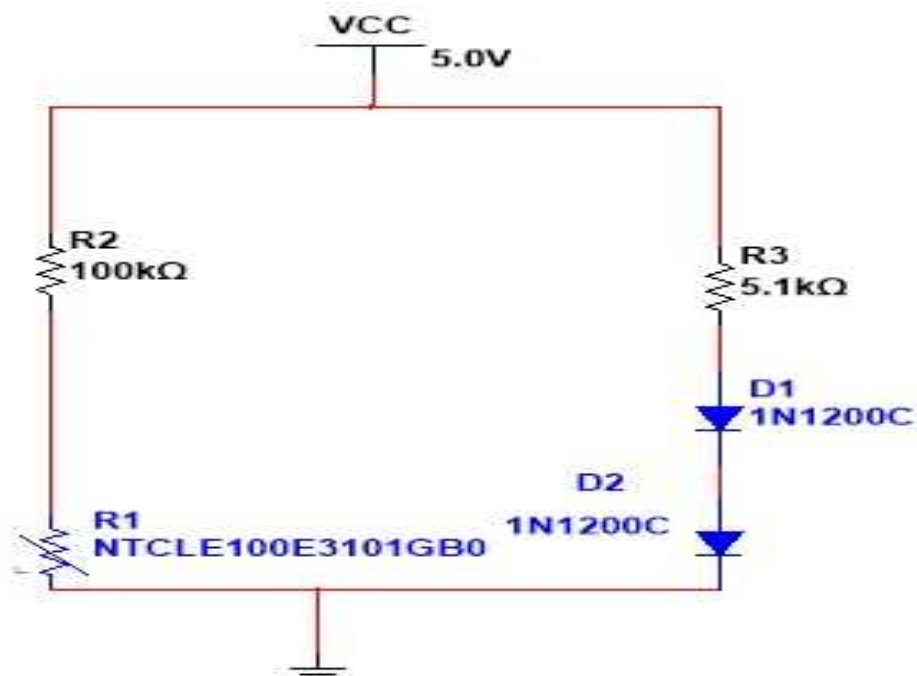 VCC
5.0V
R2
100kΩ
R3
5.1kΩ
D1
1N1200C
D2
1N1200C
R1
NTCLE100E3101GB0